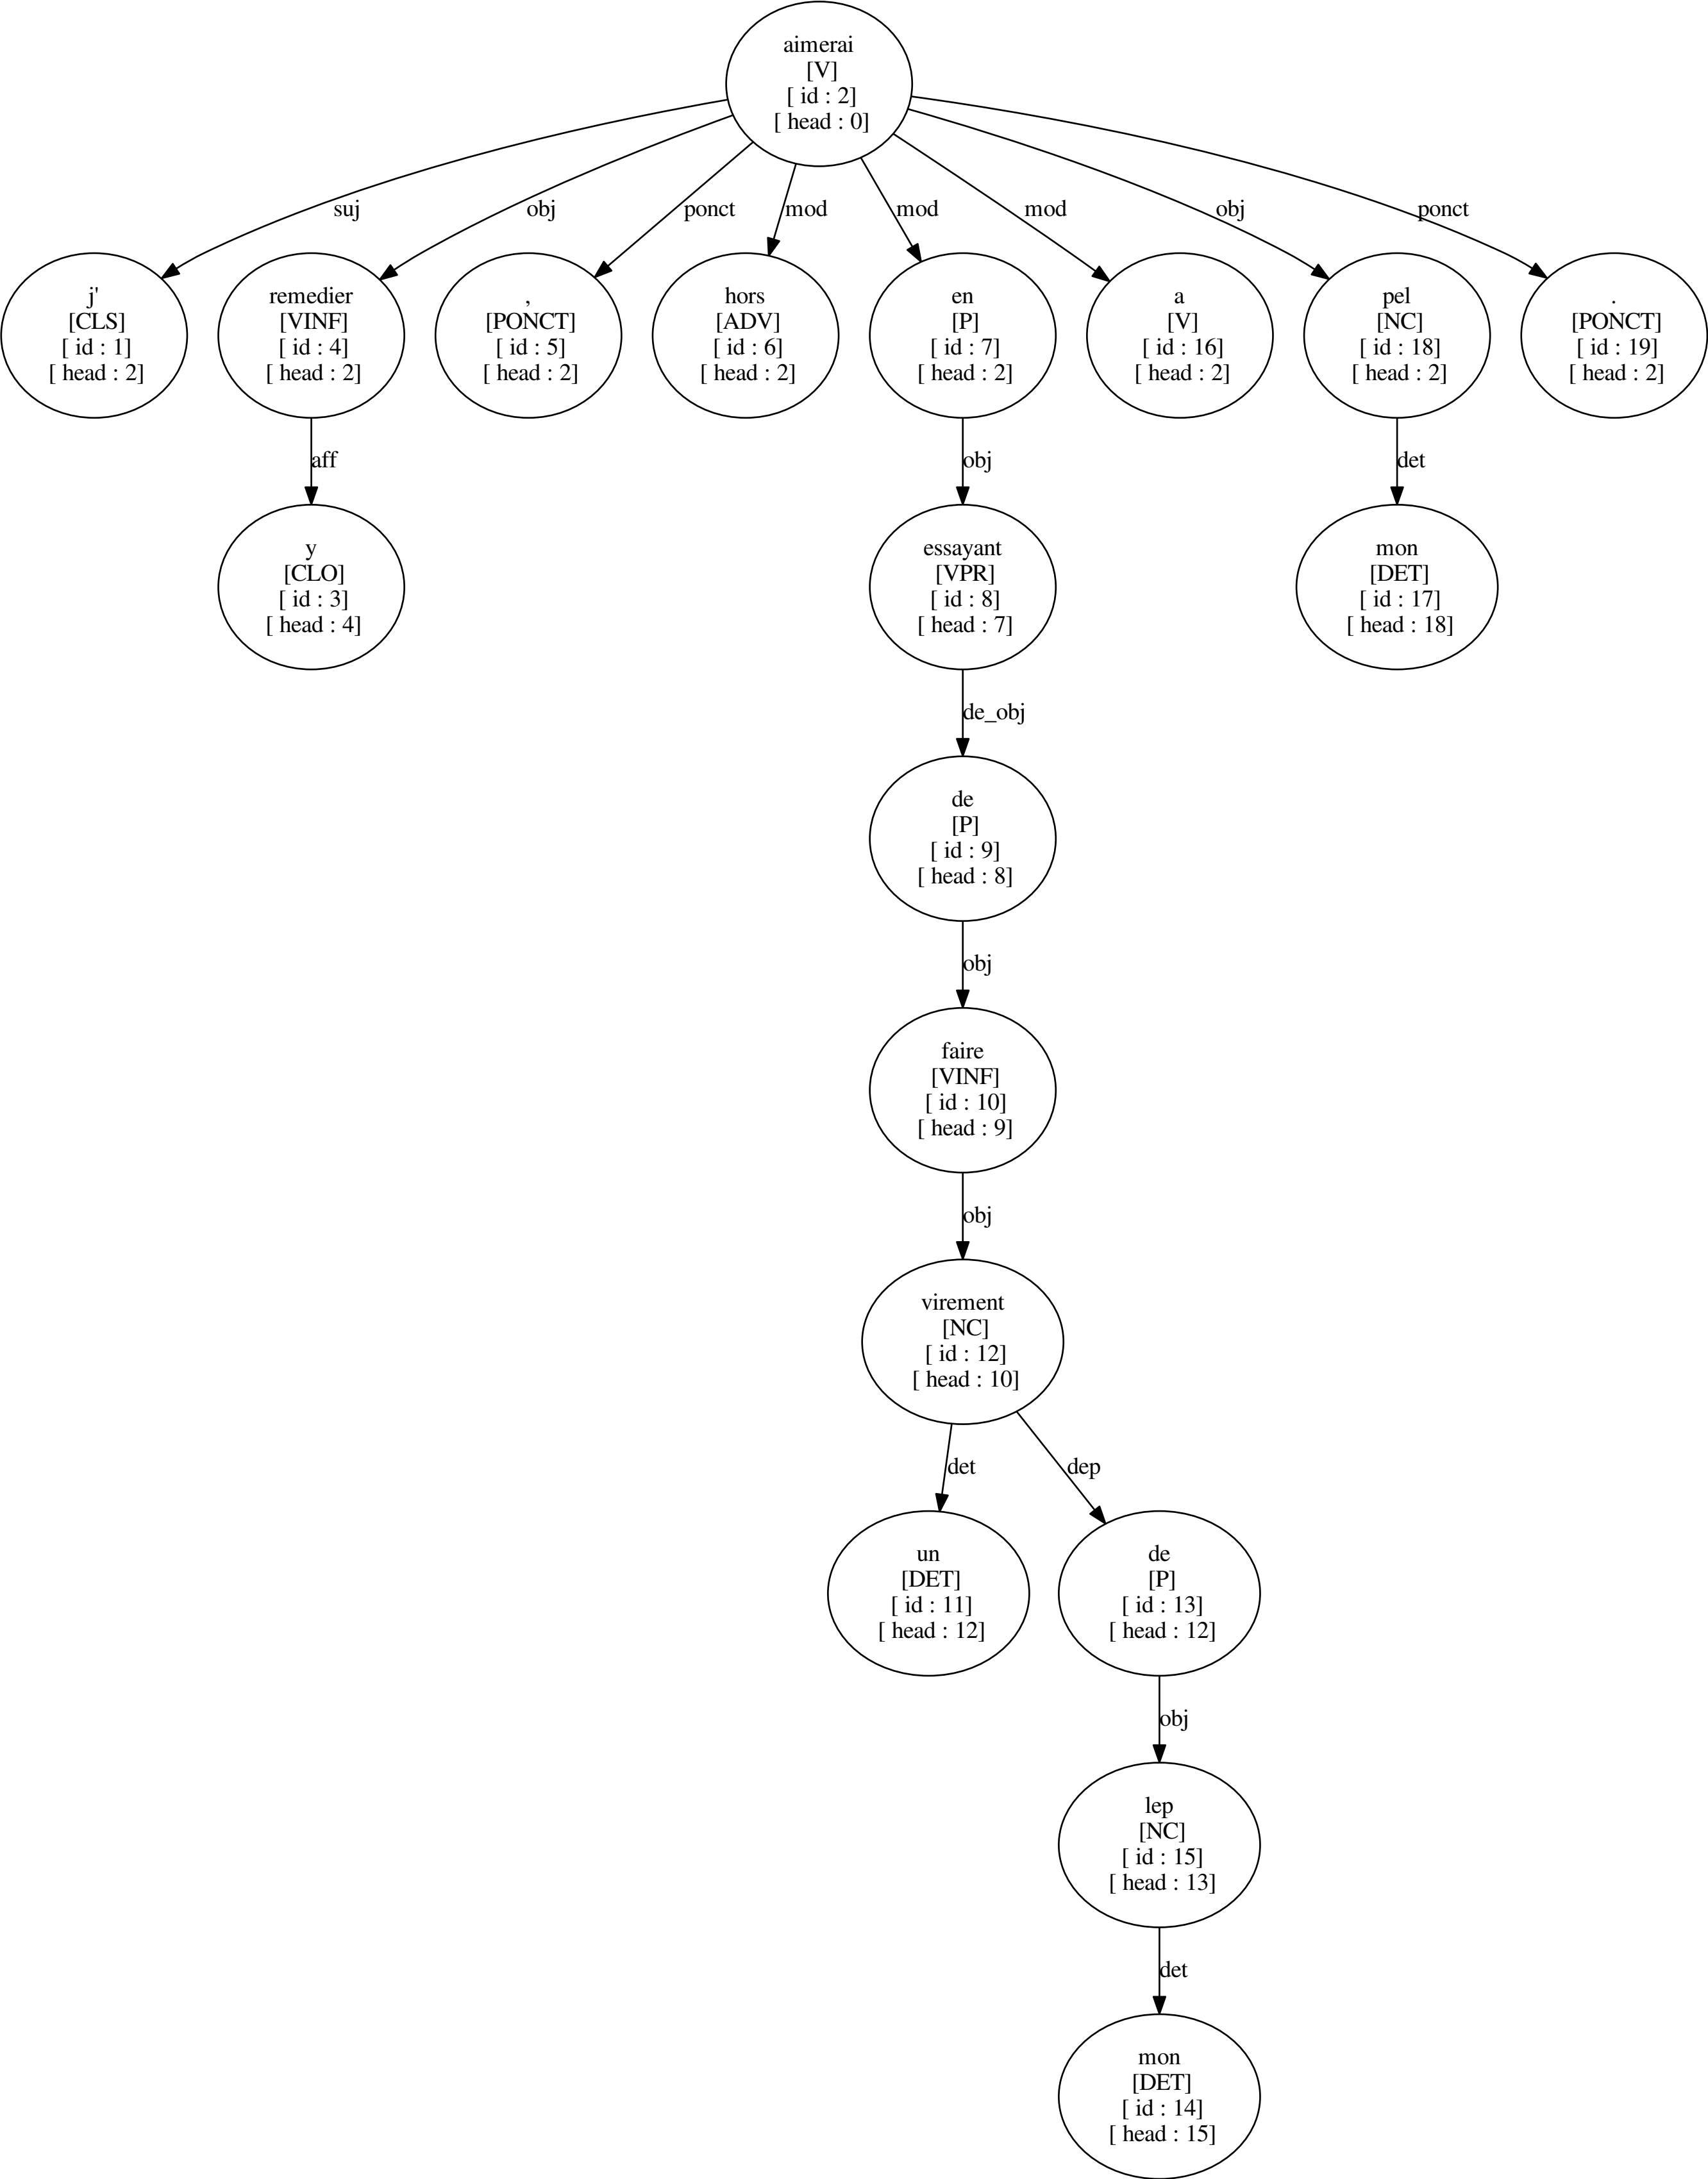 aimerai
[V]
[ id : 2]
[ head : 0]
suj
obj
ponct
mod
mod
mod
obj
ponct
j'
[CLS]
[ id : 1]
[ head : 2]
remedier
[VINF]
[ id : 4]
[ head : 2]
,
[PONCT]
[ id : 5]
[ head : 2]
hors
[ADV]
[ id : 6]
[ head : 2]
en
[P]
[ id : 7]
[ head : 2]
a
[V]
[ id : 16]
[ head : 2]
pel
[NC]
[ id : 18]
[ head : 2]
.
[PONCT]
[ id : 19]
[ head : 2]
aff
obj
det
y
[CLO]
[ id : 3]
[ head : 4]
essayant
[VPR]
[ id : 8]
[ head : 7]
mon
[DET]
[ id : 17]
[ head : 18]
de_obj
de
[P]
[ id : 9]
[ head : 8]
obj
faire
[VINF]
[ id : 10]
[ head : 9]
obj
virement
[NC]
[ id : 12]
[ head : 10]
det
dep
un
[DET]
[ id : 11]
[ head : 12]
de
[P]
[ id : 13]
[ head : 12]
obj
lep
[NC]
[ id : 15]
[ head : 13]
det
mon
[DET]
[ id : 14]
[ head : 15]